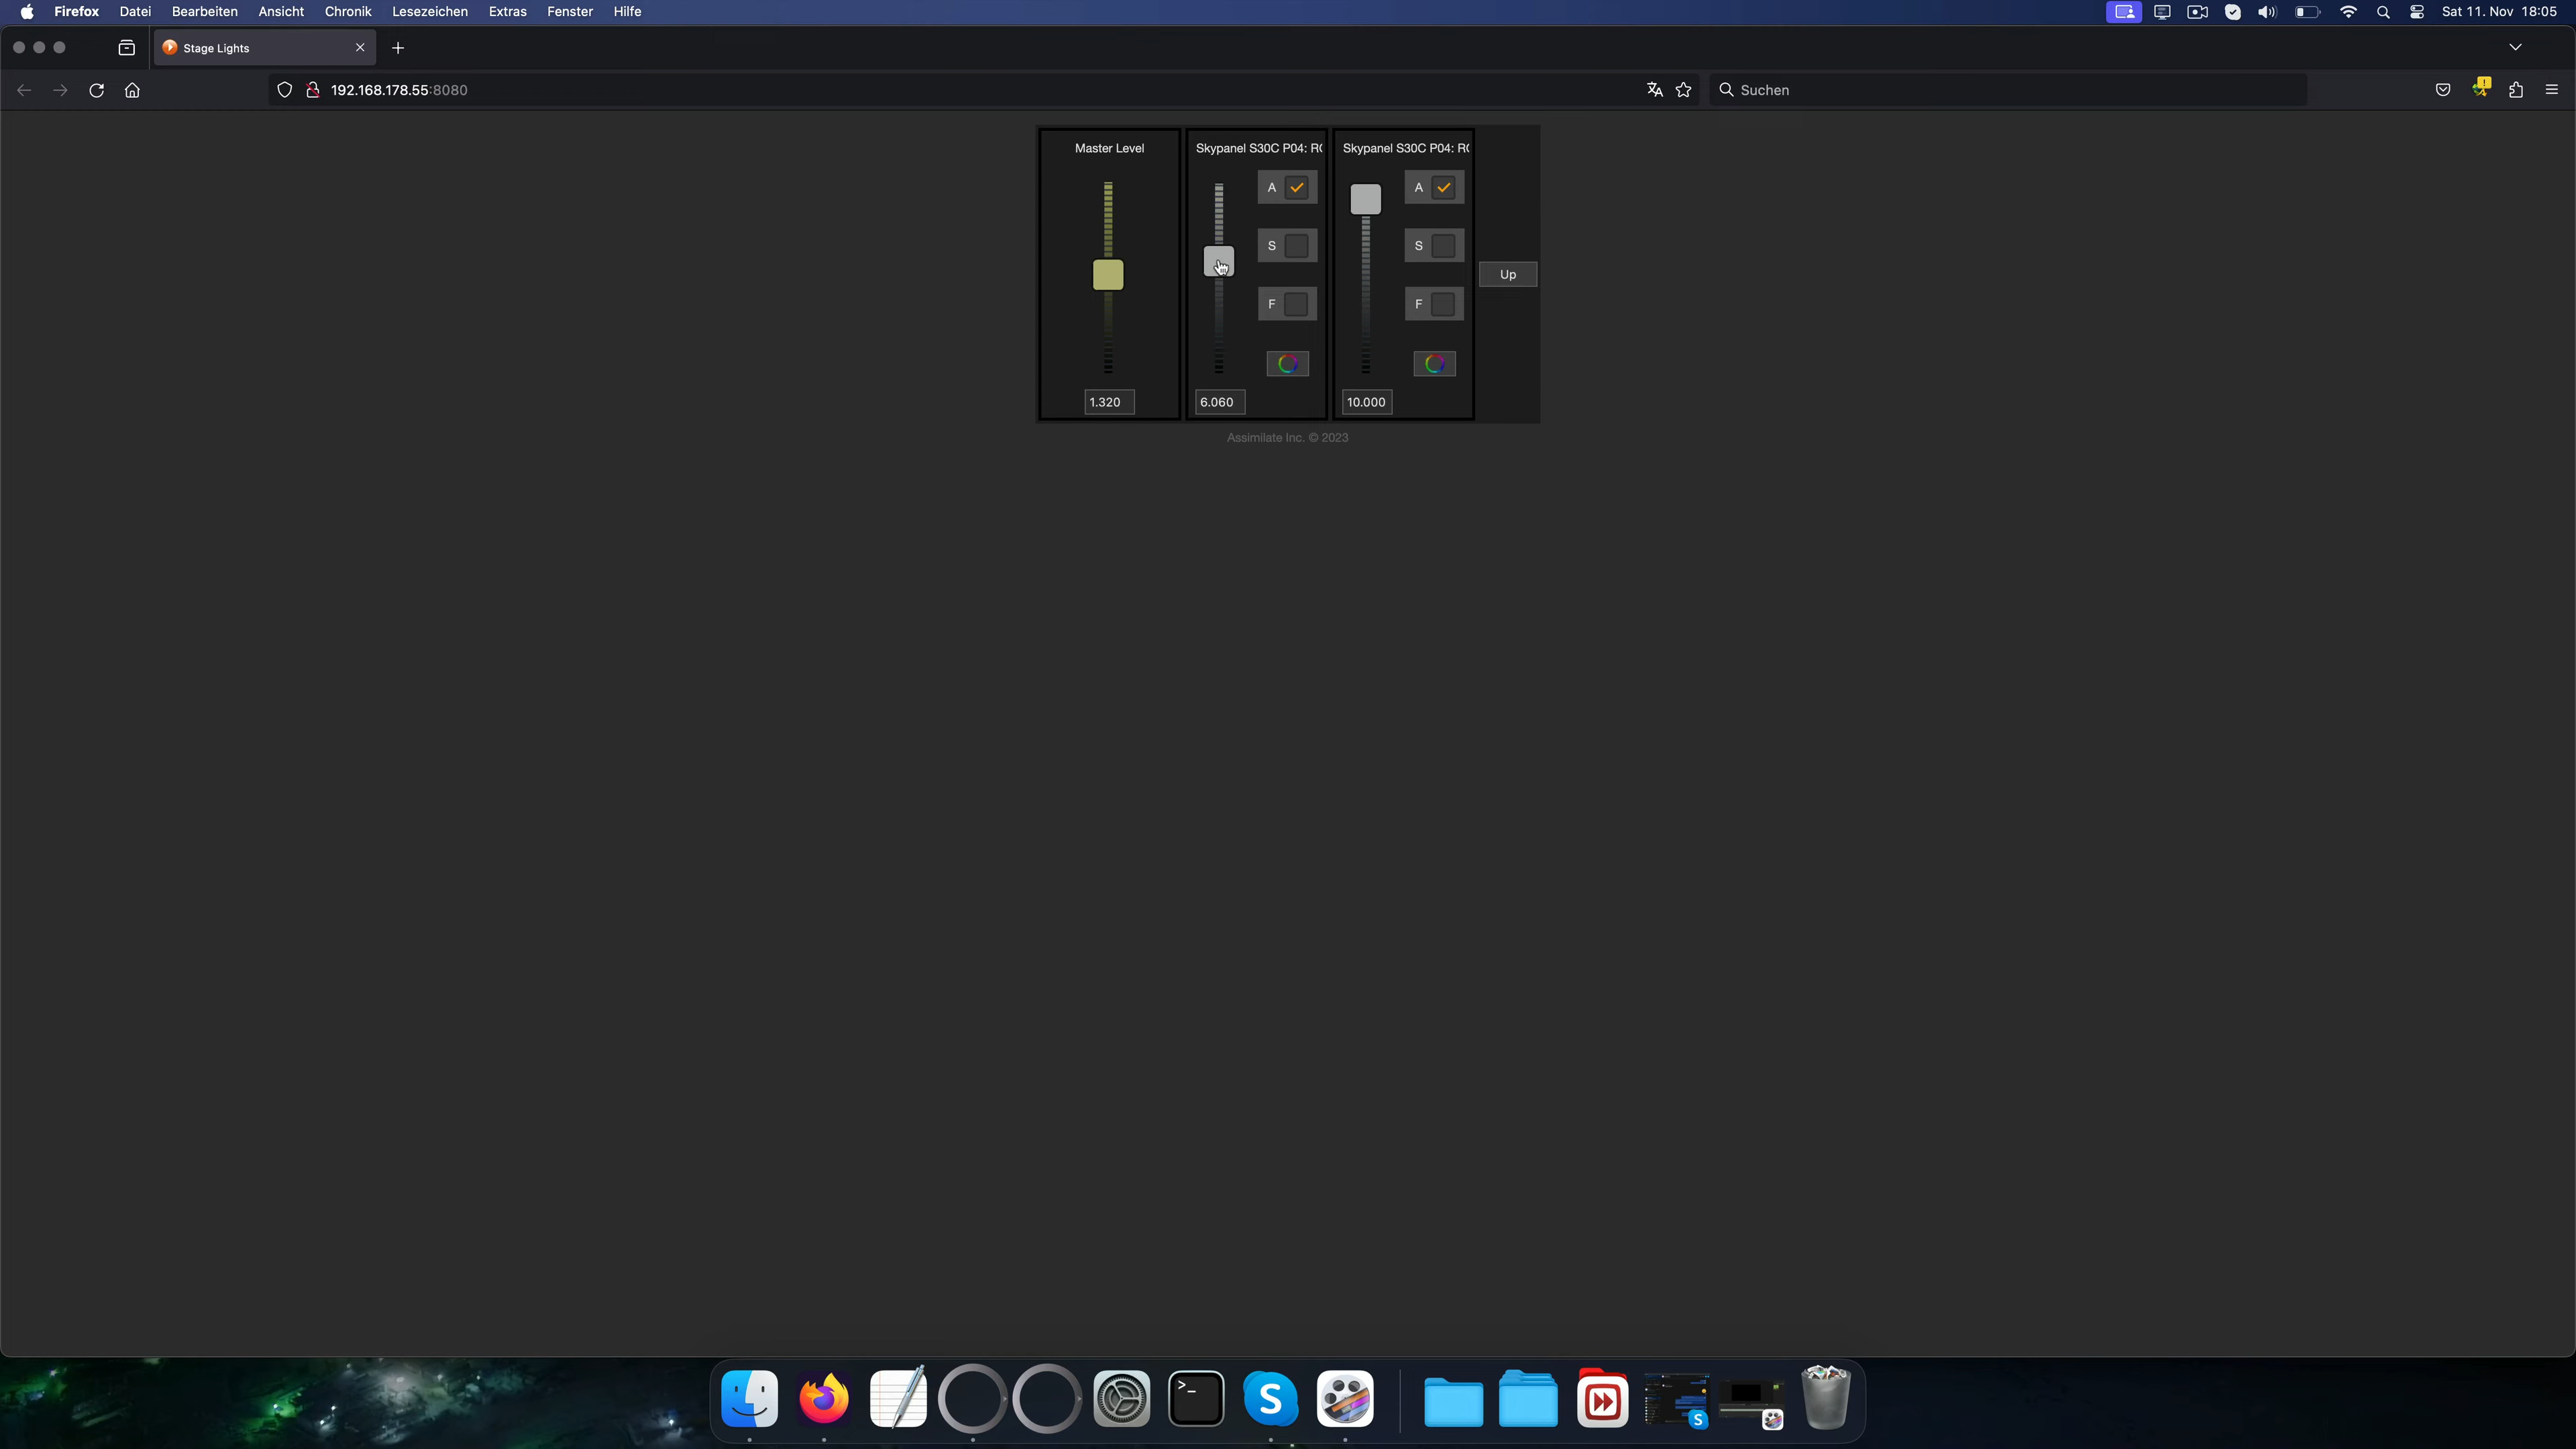 Firefox Datei Bearbeiten Ansicht Chronik Lesezeichen Extras Fenster Hilfe Sat 11. Nov 18:05
Stage Lights
192.168.178.55:8080 Suchen
Master Level Skypanel S30C P04: RG Skypanel S30C P04: RG
A A
S S
Up
F F
1.320 6.060 10.000
Assimilate Inc. © 2023